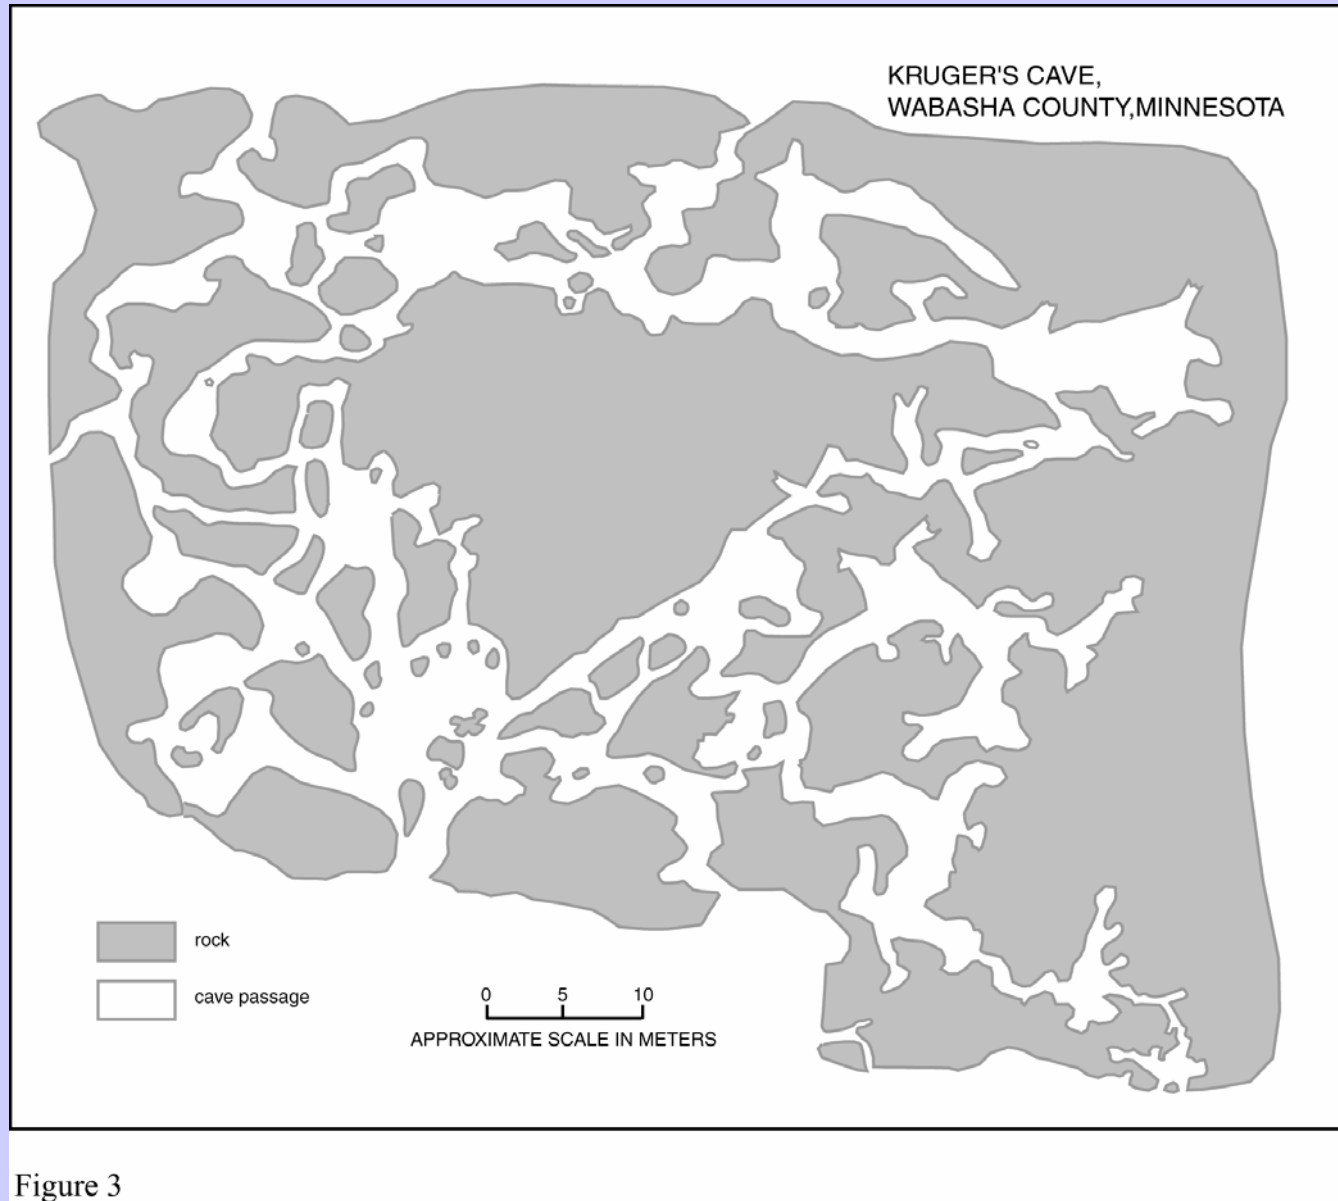 KRUGER'S CAVE,
WABASHA COUNTY,MINNESOTA
rock
cave passage
0 5 10
APPROXIMATE SCALE IN METERS
Figure 3